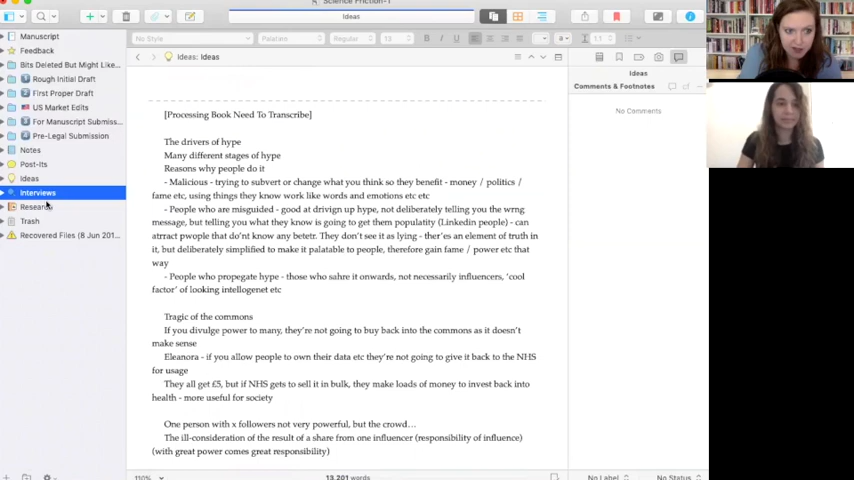 Science Friction-1
Ideas
No Style
Palatino
Regular
13
B I U
1.1
Manuscript
Feedback
Bits Deleted But Might Like...
Rough Initial Draft
First Proper Draft
US Market Edits
For Manuscript Submiss...
Pre-Legal Submission
Notes
Post-Its
Ideas
Interviews
Research
Trash
Recovered Files (8 Jun 201...
Ideas: Ideas
[Processing Book Need To Transcribe]
The drivers of hype
Many different stages of hype
Reasons why people do it
- Malicious - trying to subvert or change what you think so they benefit - money / politics /
fame etc, using things they know work like words and emotions etc etc
- People who are misguided - good at drivign up hype, not deliberately telling you the wrng
message, but telling you what they know is going to get them populatity (Linkedin people) - can
atrract pwople that do'nt know any betetr. They don't see it as lying - ther'es an element of truth in
it, but deliberately simplified to make it palatable to people, therefore gain fame / power etc that
way
- People who propegate hype - those who sahre it onwards, not necessarily influencers, 'cool
factor' of looking intellogenet etc
Tragic of the commons
If you divulge power to many, they're not going to buy back into the commons as it doesn't
make sense
Eleanora - if you allow people to own their data etc they're not going to give it back to the NHS
for usage
They all get £5, but if NHS gets to sell it in bulk, they make loads of money to invest back into
health - more useful for society
One person with x followers not very powerful, but the crowd...
The ill-consideration of the result of a share from one influencer (responsibility of influence)
(with great power comes great responsibility)
110%
13,201 words
Ideas
Comments & Footnotes
No Comments
No Label
No Status